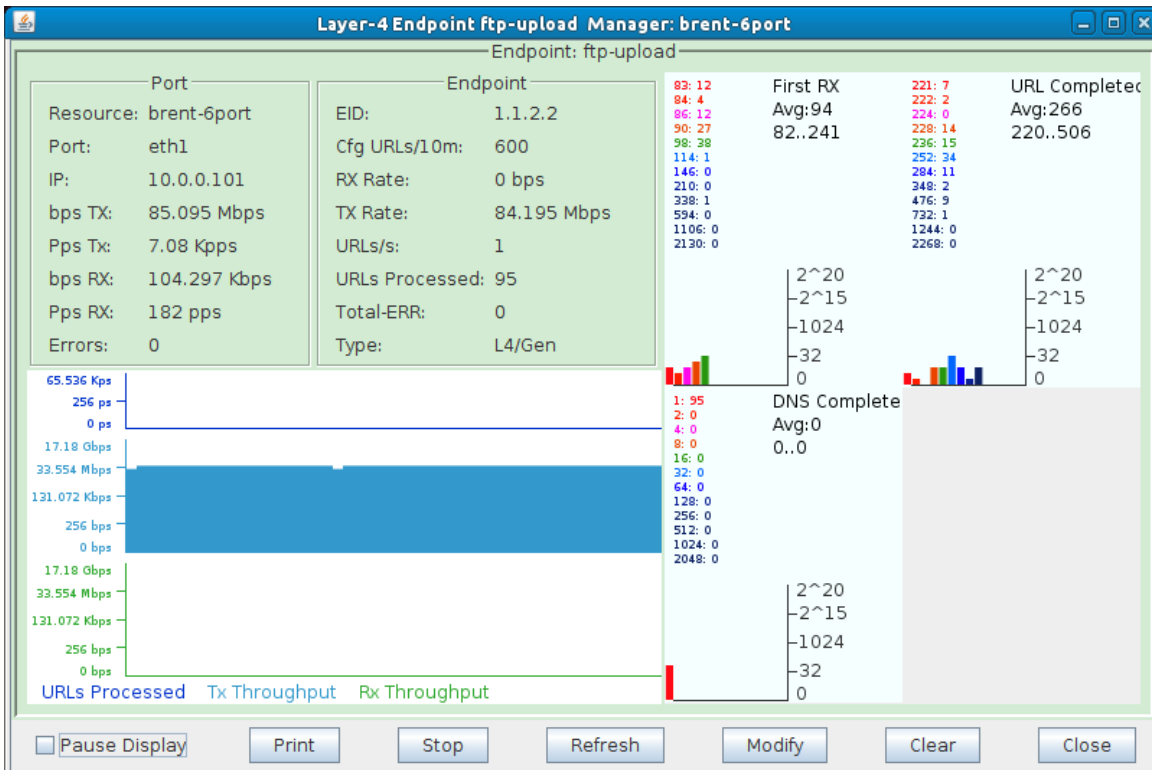 Layer-4 Endpoint ftp-upload Manager: brent-6port
Endpoint: ftp-upload
Port
Resource: brent-6port
Port: eth1
IP: 10.0.0.101
bps TX: 85.095 Mbps
Pps Tx: 7.08 Kpps
bps RX: 104.297 Kbps
Pps RX: 182 pps
Errors: 0
Endpoint
EID: 1.1.2.2
Cfg URLs/10m: 600
RX Rate: 0 bps
TX Rate: 84.195 Mbps
URLs/s: 1
URLs Processed: 95
Total-ERR: 0
Type: L4/Gen
83: 12
84: 4
86: 12
90: 27
98: 38
114: 1
146: 0
210: 0
338: 1
594: 0
1106: 0
2130: 0
First RX
Avg:94
82..241
2^20
2^15
1024
32
0
221: 7
222: 2
224: 0
228: 14
236: 15
252: 34
284: 11
348: 2
476: 9
732: 1
1244: 0
2268: 0
URL Completed
Avg:266
220..506
2^20
2^15
1024
32
0
65.536 Kps
256 ps
0 ps
17.18 Gbps
33.554 Mbps
131.072 Kbps
256 bps
0 bps
17.18 Gbps
33.554 Mbps
131.072 Kbps
256 bps
0 bps
URLs Processed Tx Throughput Rx Throughput
1: 95
2: 0
4: 0
8: 0
16: 0
32: 0
64: 0
128: 0
256: 0
512: 0
1024: 0
2048: 0
DNS Complete
Avg:0
0..0
2^20
2^15
1024
32
0
Pause Display Print Stop Refresh Modify Clear Close